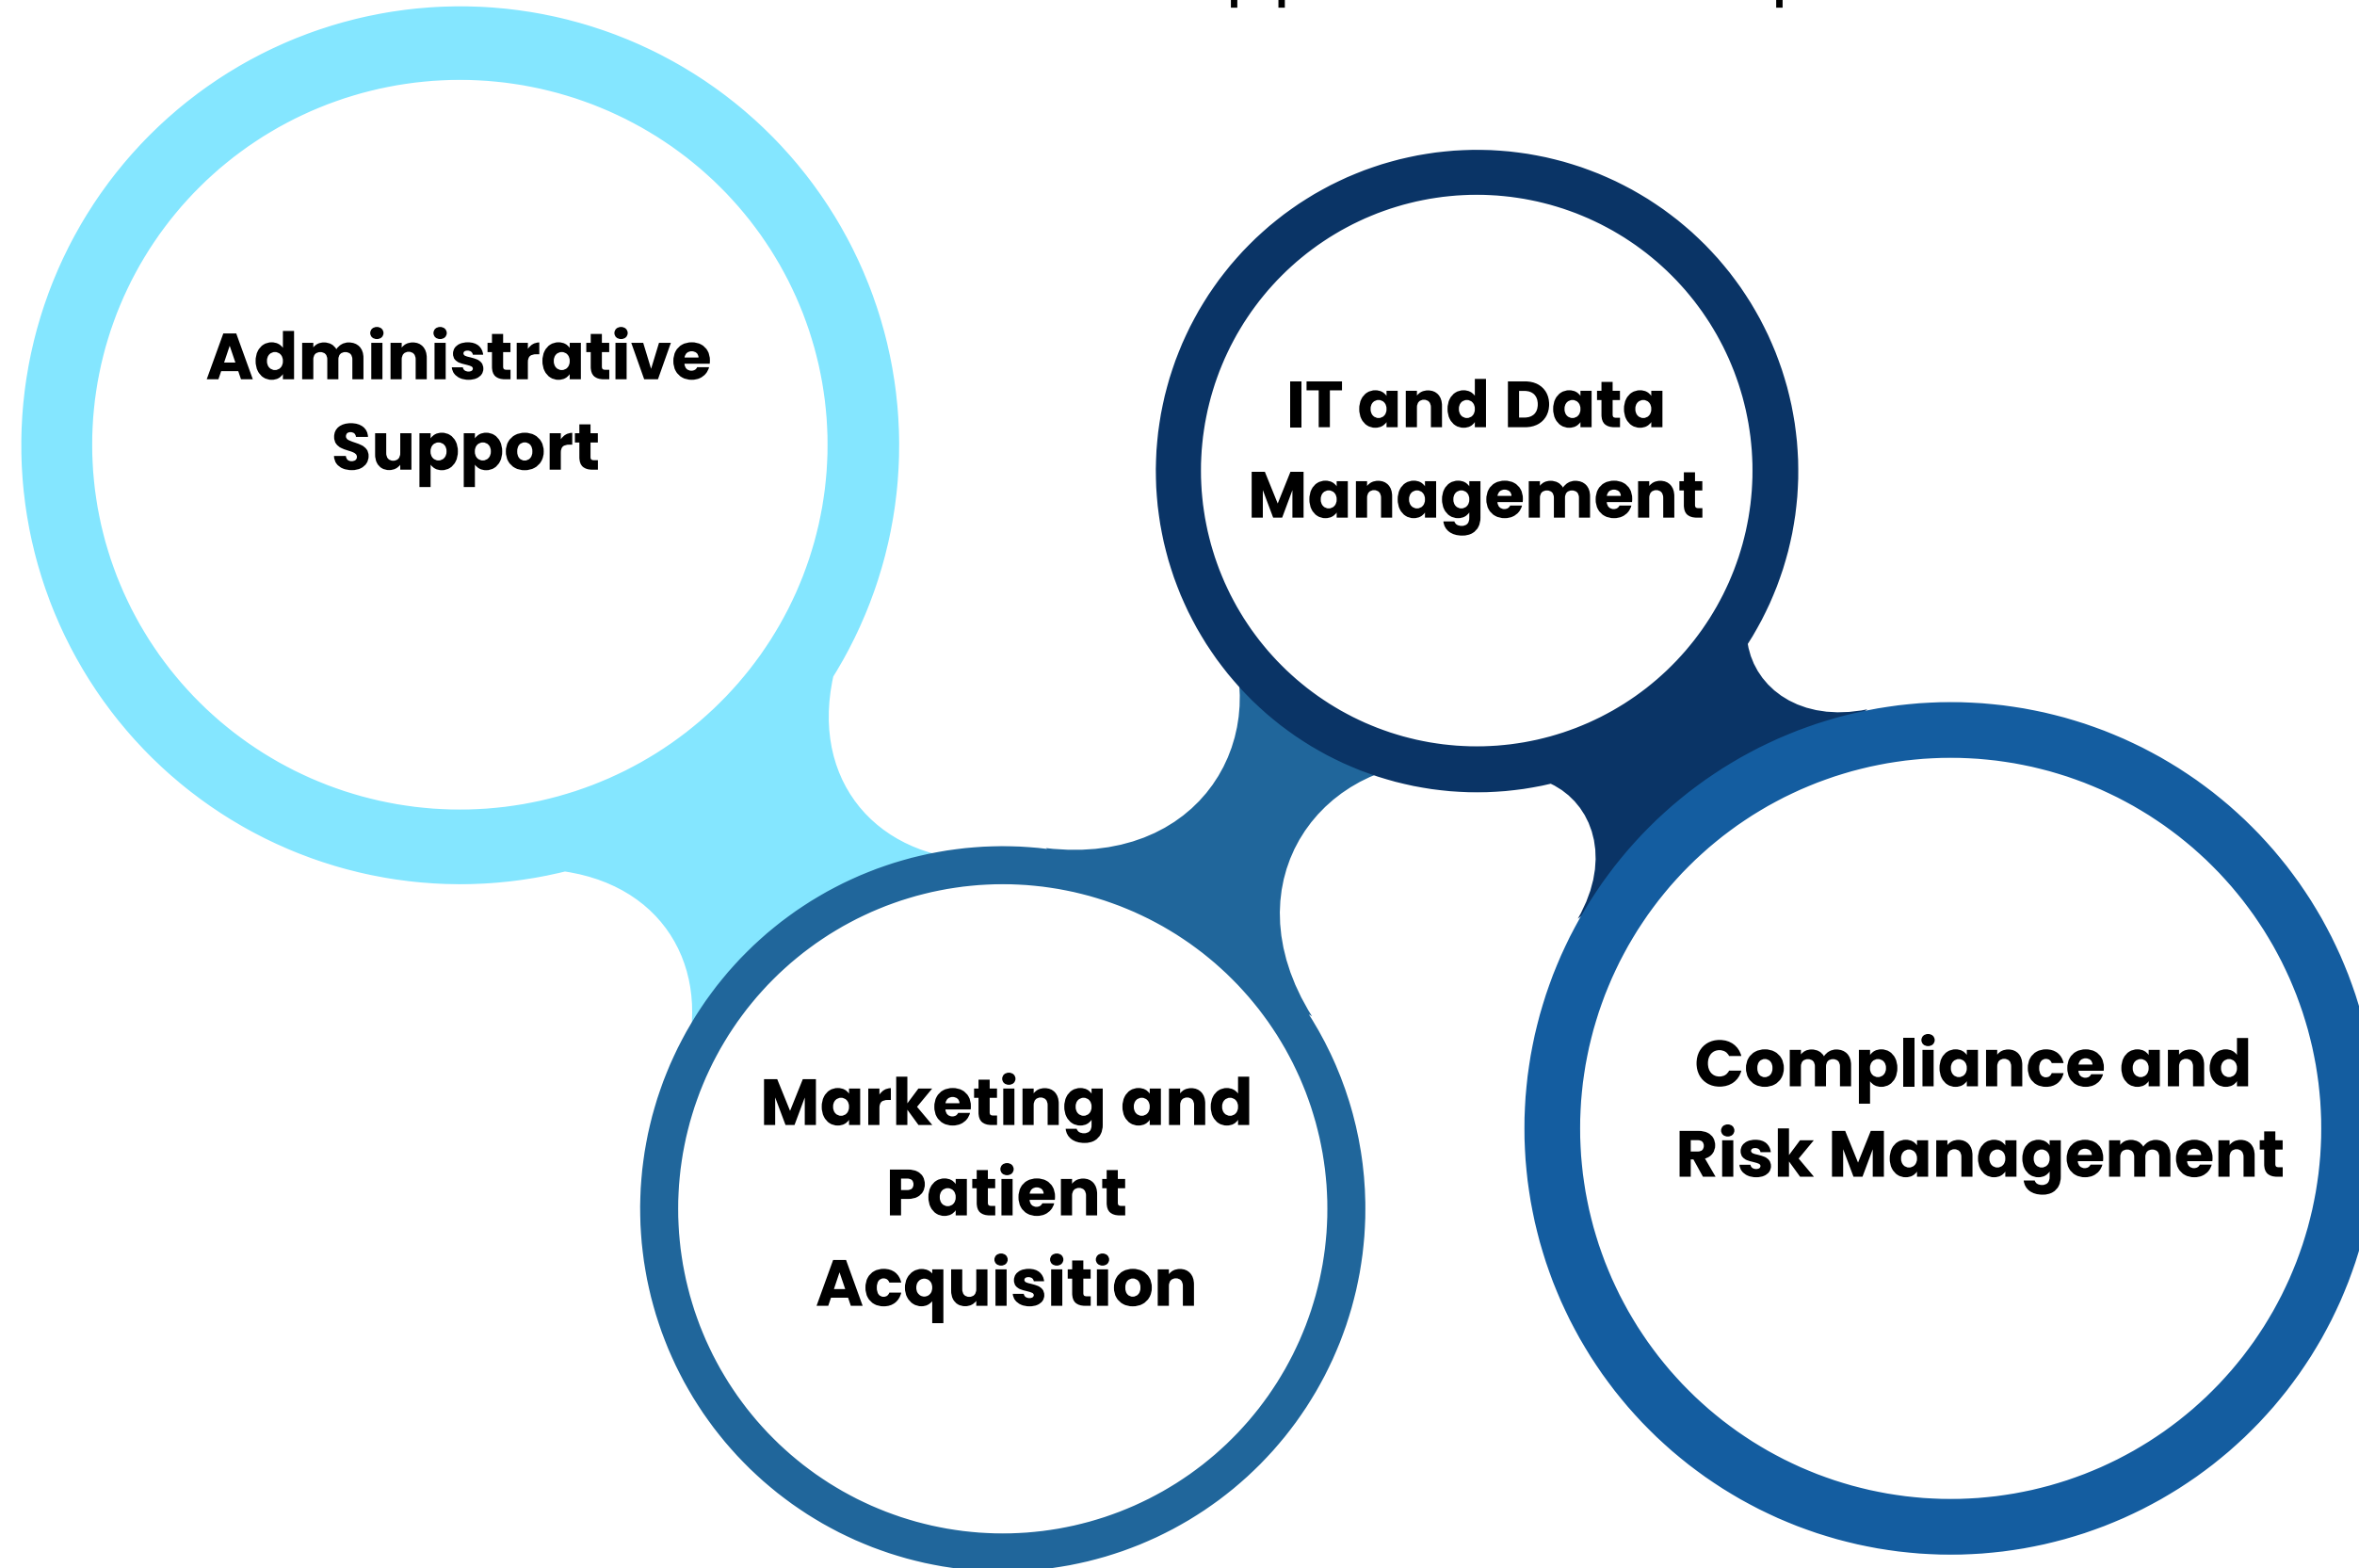 Administrative
Support
IT and Data
Management
Marketing and
Patient
Acquisition
Compliance and
Risk Management